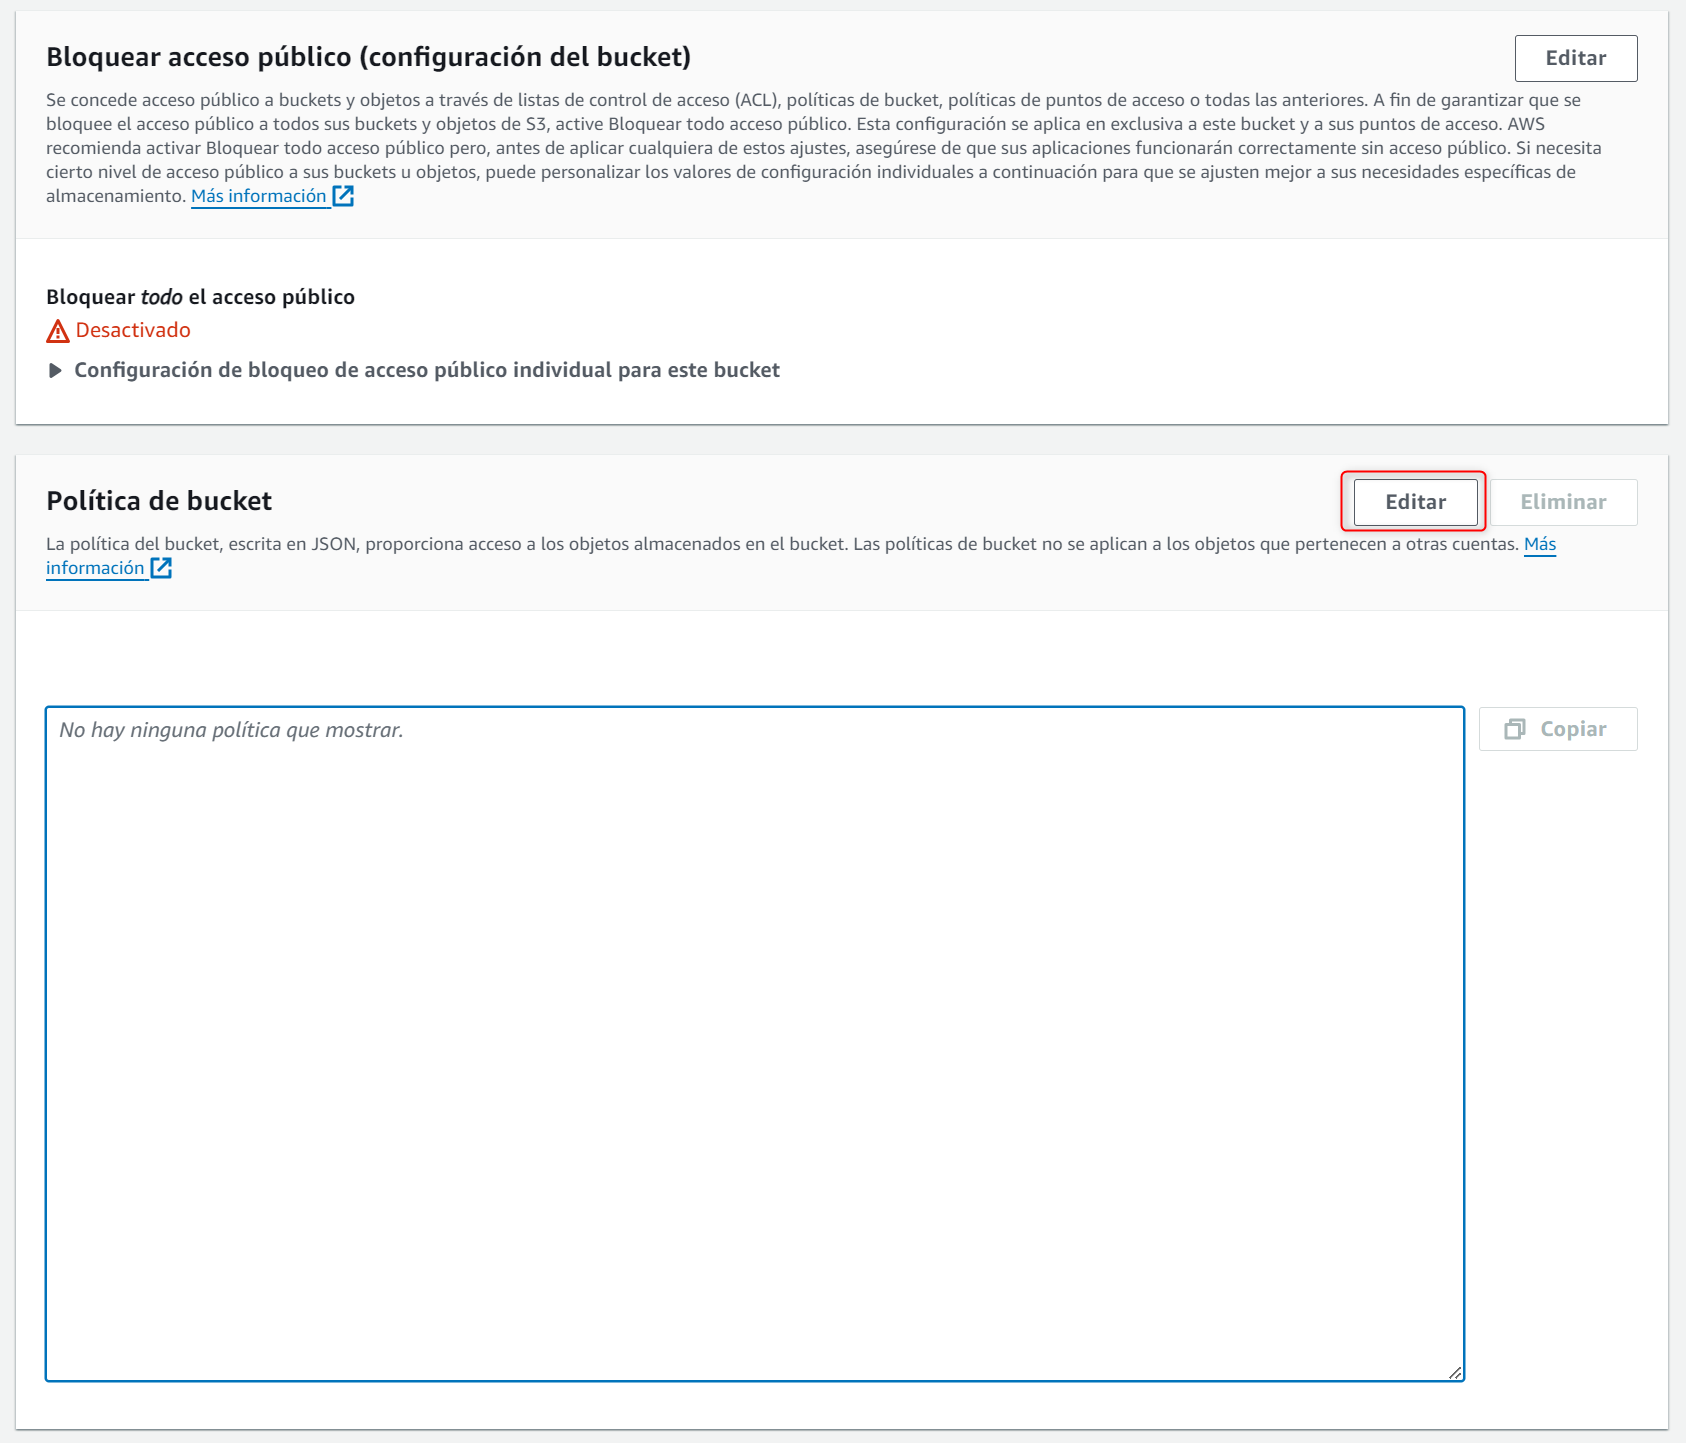 Bloquear acceso público (configuración del bucket)
Editar
Se concede acceso público a buckets y objetos a través de listas de control de acceso (ACL), políticas de bucket, políticas de puntos de acceso o todas las anteriores. A fin de garantizar que se
bloquee el acceso público a todos sus buckets y objetos de S3, active Bloquear todo acceso público. Esta configuración se aplica en exclusiva a este bucket y a sus puntos de acceso. AWS
recomienda activar Bloquear todo acceso público pero, antes de aplicar cualquiera de estos ajustes, asegúrese de que sus aplicaciones funcionarán correctamente sin acceso público. Si necesita
cierto nivel de acceso público a sus buckets u objetos, puede personalizar los valores de configuración individuales a continuación para que se ajusten mejor a sus necesidades específicas de
almacenamiento. Más información
Bloquear todo el acceso público
Desactivado
Configuración de bloqueo de acceso público individual para este bucket
Política de bucket
Editar
Eliminar
La política del bucket, escrita en JSON, proporciona acceso a los objetos almacenados en el bucket. Las políticas de bucket no se aplican a los objetos que pertenecen a otras cuentas. Más
información
No hay ninguna política que mostrar.
Copiar